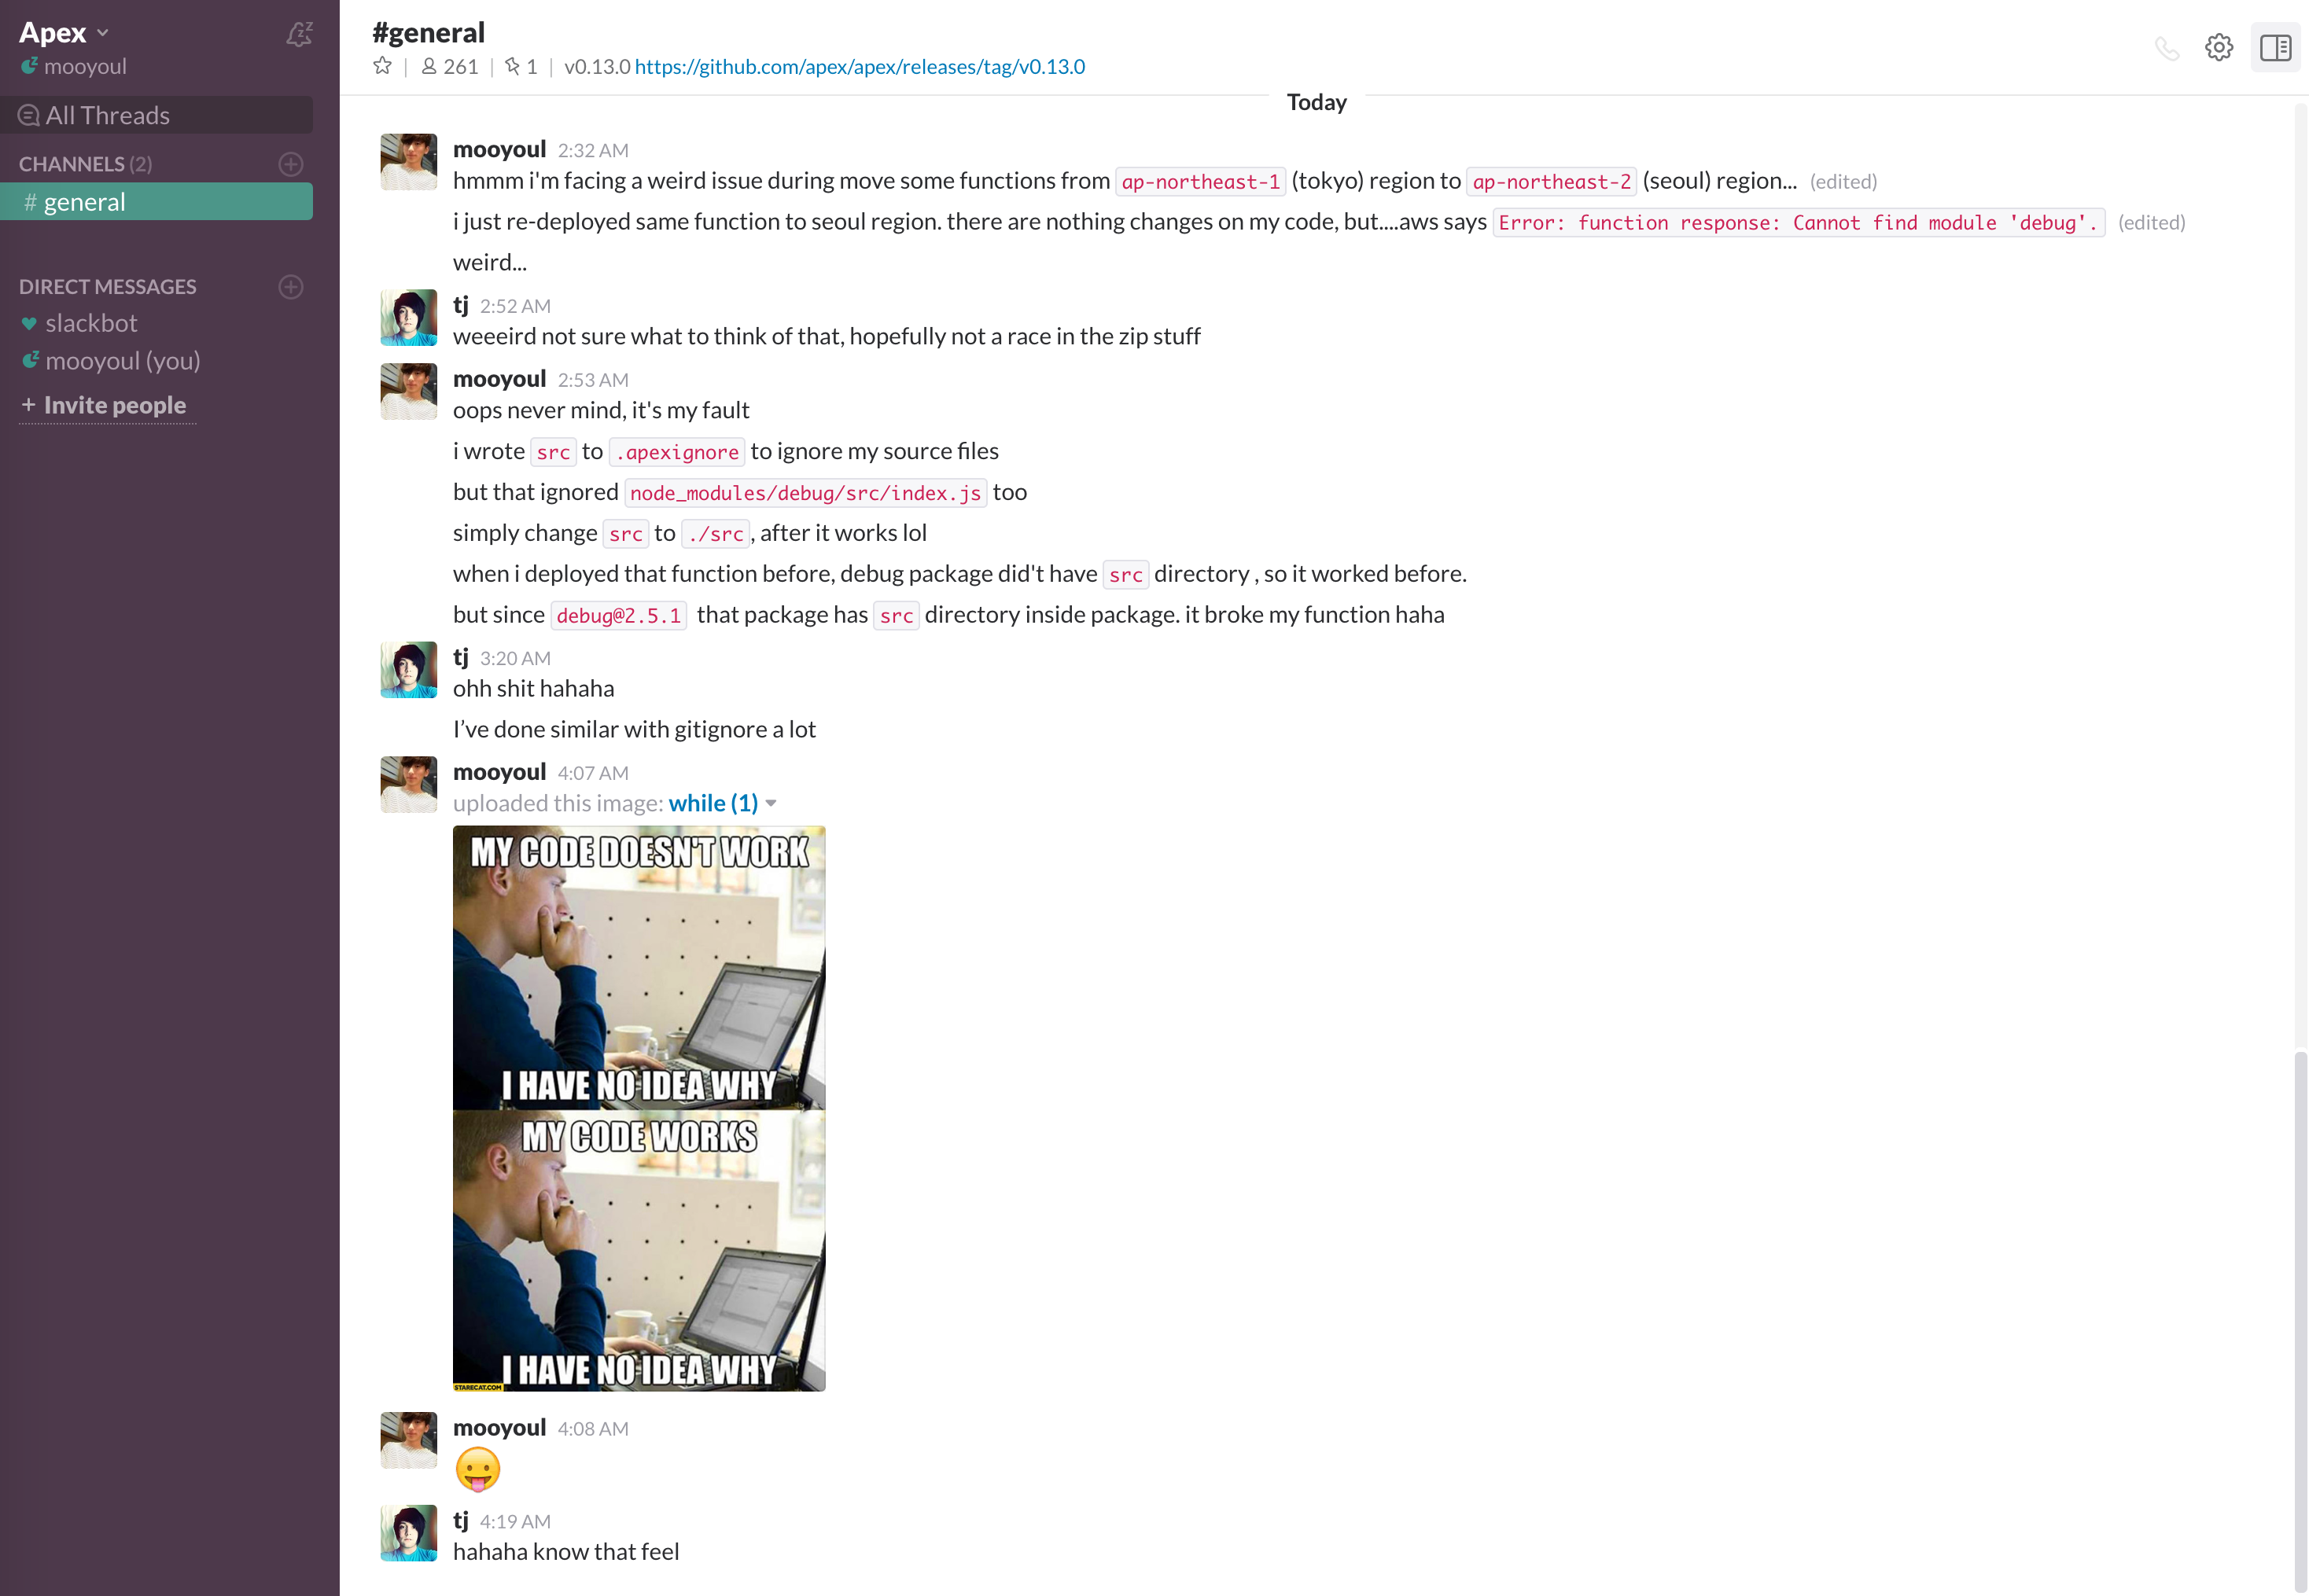 Apex
mooyoul
All Threads
CHANNELS (2)
# general
DIRECT MESSAGES
slackbot
mooyoul (you)
+ Invite people
#general
261 | 1 | v0.13.0 https://github.com/apex/apex/releases/tag/v0.13.0
Today
mooyoul 2:32 AM
hmmm i'm facing a weird issue during move some functions from ap-northeast-1 (tokyo) region to ap-northeast-2 (seoul) region... (edited)
i just re-deployed same function to seoul region. there are nothing changes on my code, but....aws says Error: function response: Cannot find module 'debug'. (edited)
weird...
tj 2:52 AM
weeeird not sure what to think of that, hopefully not a race in the zip stuff
mooyoul 2:53 AM
oops never mind, it's my fault
i wrote src to .apexignore to ignore my source files
but that ignored node_modules/debug/src/index.js too
simply change src to ./src, after it works lol
when i deployed that function before, debug package did't have src directory , so it worked before.
but since debug@2.5.1 that package has src directory inside package. it broke my function haha
tj 3:20 AM
ohh shit hahaha
I’ve done similar with gitignore a lot
mooyoul 4:07 AM
uploaded this image: while (1)
MY CODE DOESN'T WORK
I HAVE NO IDEA WHY
MY CODE WORKS
I HAVE NO IDEA WHY
STARECAT.COM
mooyoul 4:08 AM
tj 4:19 AM
hahaha know that feel